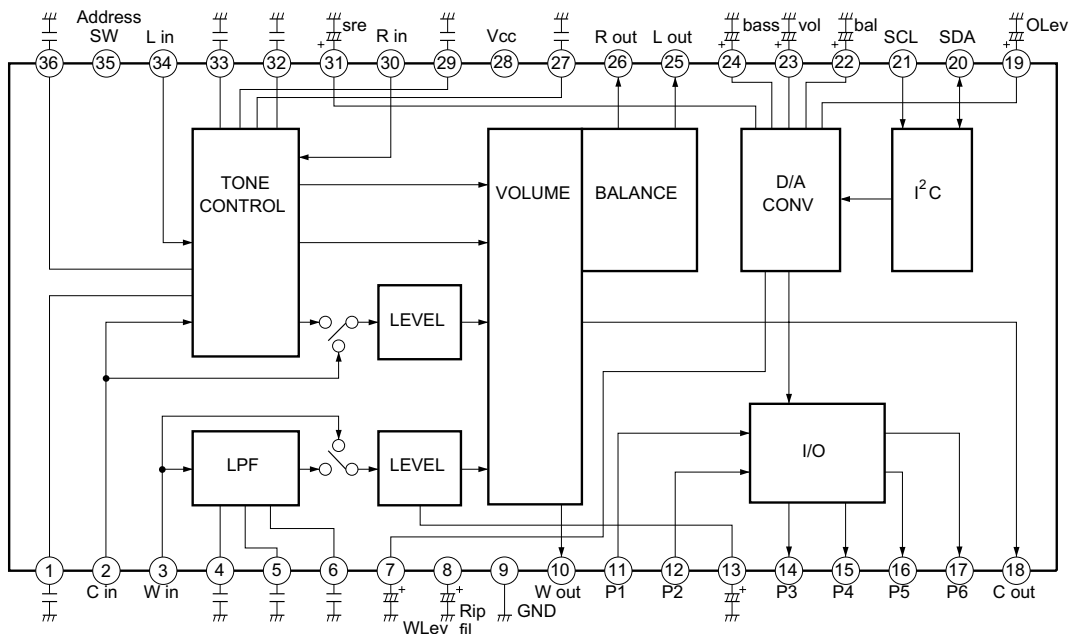 Address
SW
L in
+ sre
R in
Vcc
R out
L out
+ bass
+ vol
+ bal
SCL
SDA
+ OLev
36
35
34
33
32
31
30
29
28
27
26
25
24
23
22
21
20
19
TONE
CONTROL
VOLUME
BALANCE
D/A
CONV
I2C
LEVEL
LPF
LEVEL
I/O
1
2
3
4
5
6
7
8
9
10
11
12
13
14
15
16
17
18
C in
W in
+
WLev
+
Rip
fil
GND
W out
P1
P2
+
P3
P4
P5
P6
C out